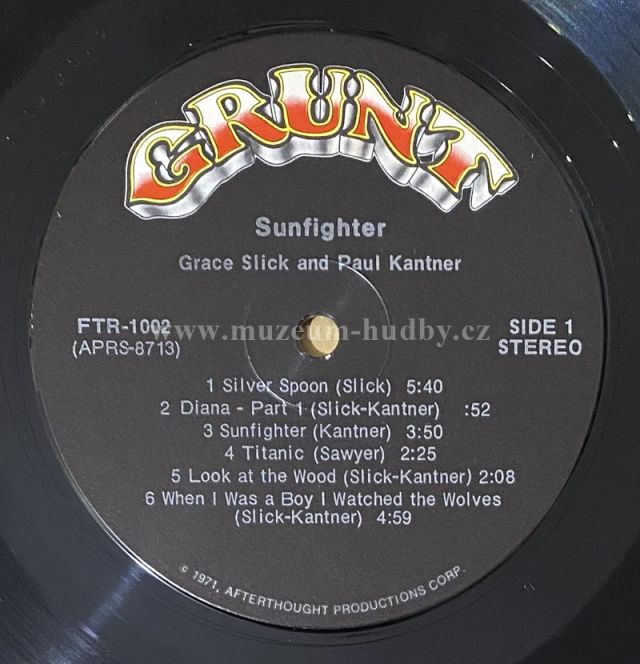 GRUNT
Sunfighter
Grace Slick and Paul Kantner
FTR-1002
(APRS-8713)
www.muzeum-hudby.cz
SIDE 1
STEREO
1 Silver Spoon (Slick) 5:40
2 Diana - Part 1 (Slick-Kantner) :52
3 Sunfighter (Kantner) 3:50
4 Titanic (Sawyer) 2:25
5 Look at the Wood (Slick-Kantner) 2:08
6 When I Was a Boy I Watched the Wolves
(Slick-Kantner) 4:59
© 1971, AFTERTHOUGHT PRODUCTIONS CORP.